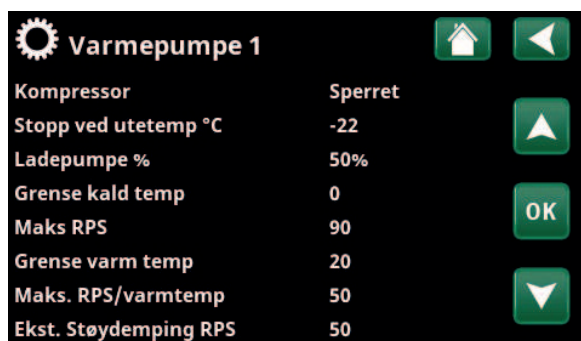 Varmepumpe 1
Kompressor Sperret
Stopp ved utetemp °C -22
Ladepumpe % 50%
Grense kald temp 0
Maks RPS 90
Grense varm temp 20
Maks. RPS/varmtemp 50
Ekst. Støydemping RPS 50
OK